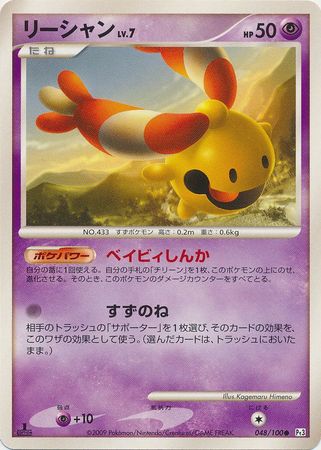 リーシャン LV.7 HP 50
たね
NO.433 すずポケモン 高さ：0.2m 重さ：0.6kg
ポケパワー ベイビィしんか
自分の番に1回使える。自分の手札の「チリーン」を1枚、このポケモンの上にのせ、
進化させる。そのとき、このポケモンのダメージカウンターをすべてとる。
すずのね
相手のトラッシュの「サポーター」を1枚選び、そのカードの効果を
このワザの効果として使う。（選んだカードは、トラッシュにおいた
まま。）
Illus. Kagemaru Himeno
弱点 +10 抵抗力 にげる
©2009 Pokémon/Nintendo/Creatures/GAME FREAK.
048/100 Pt3